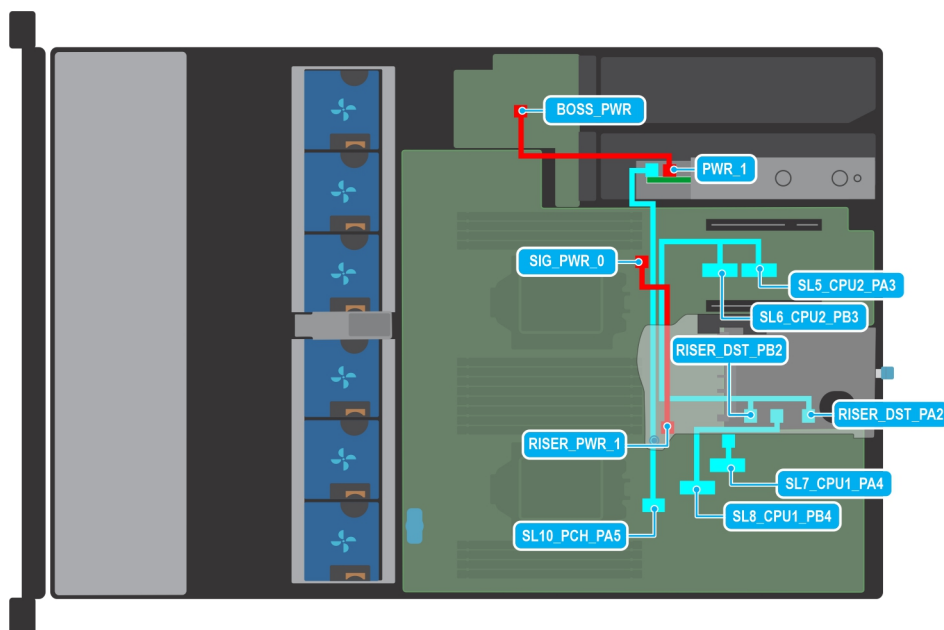 BOSS_PWR
PWR_1
SIG_PWR_0
SL5_CPU2_PA3
SL6_CPU2_PB3
RISER_DST_PB2
RISER_DST_PA2
RISER_PWR_1
SL7_CPU1_PA4
SL8_CPU1_PB4
SL10_PCH_PA5